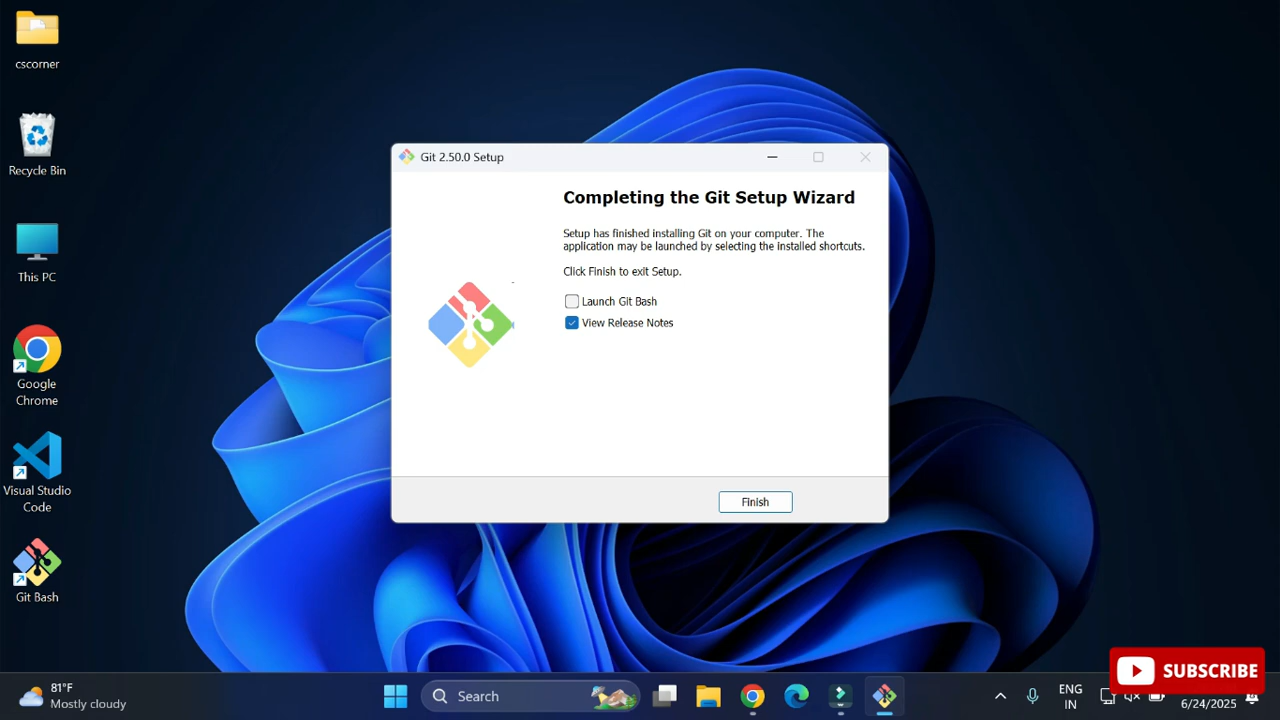 cscorner
Recycle Bin
This PC
Google
Chrome
Visual Studio
Code
Git Bash
Git 2.50.0 Setup
Completing the Git Setup Wizard
Setup has finished installing Git on your computer. The
application may be launched by selecting the installed shortcuts.
Click Finish to exit Setup.
Launch Git Bash
View Release Notes
Finish
81°F
Mostly cloudy
Search
ENG
IN
SUBSCRIBE
6/24/2025